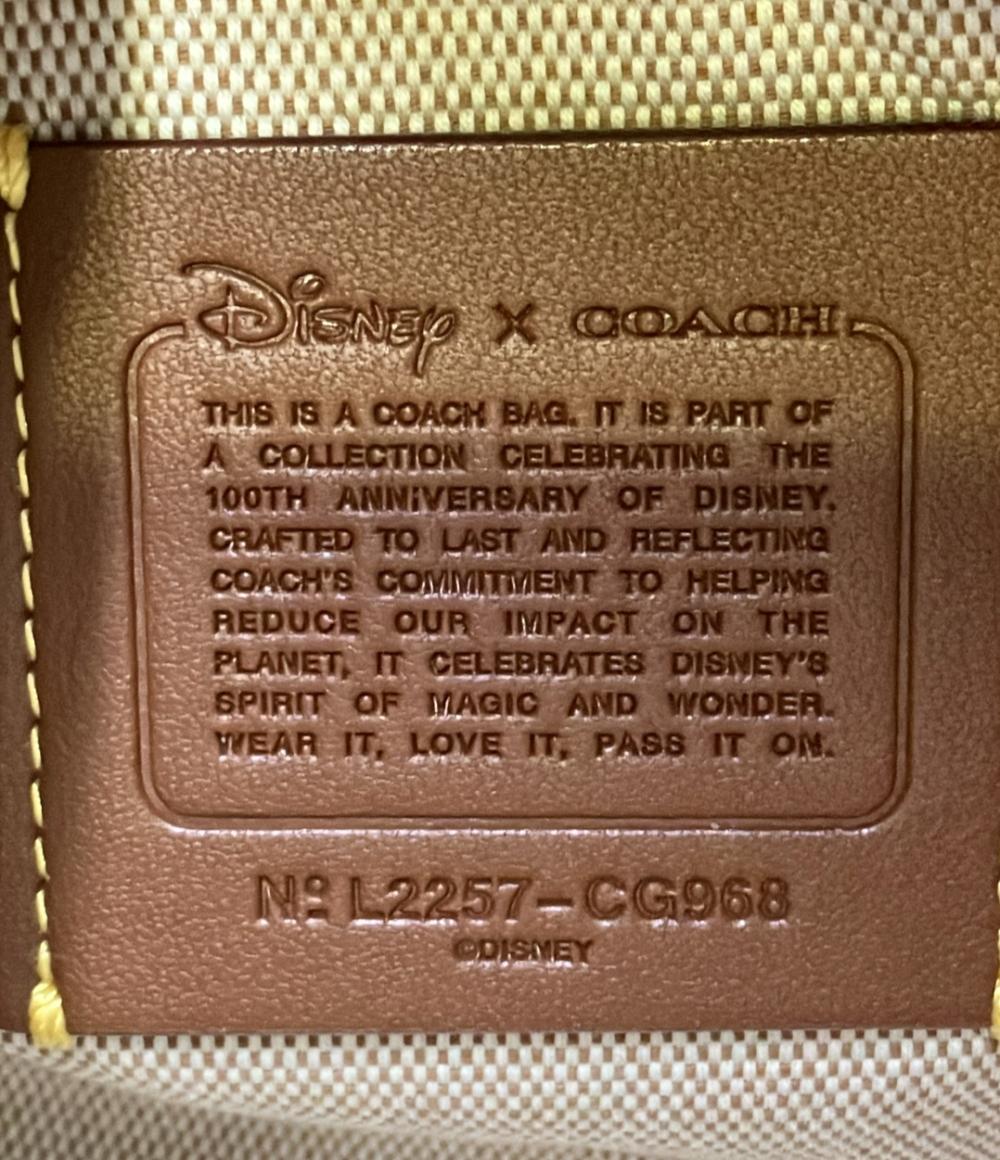 Disney X COACH
THIS IS A COACH BAG. IT IS PART OF
A COLLECTION CELEBRATING THE
100TH ANNIVERSARY OF DISNEY.
CRAFTED TO LAST AND REFLECTING
COACH'S COMMITMENT TO HELPING
REDUCE OUR IMPACT ON THE
PLANET, IT CELEBRATES DISNEY'S
SPIRIT OF MAGIC AND WONDER.
WEAR IT, LOVE IT, PASS IT ON.
Nº L2257-CG968
©DISNEY